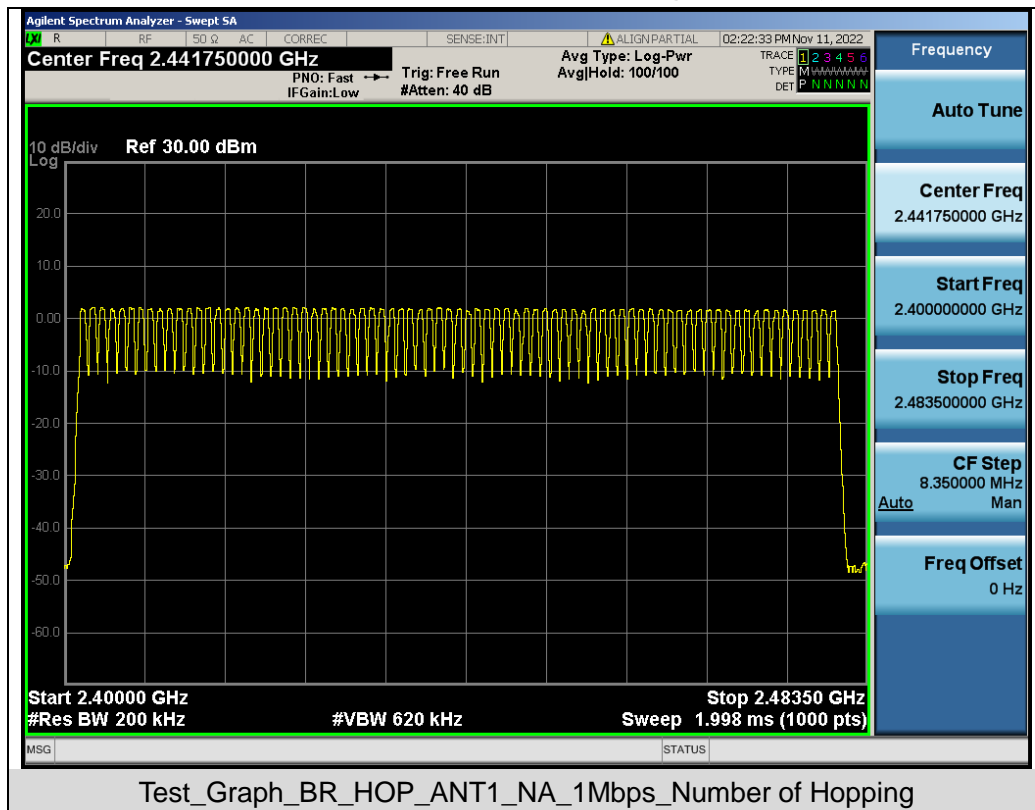 Agilent Spectrum Analyzer - Swept SA
LXI R RF 50 Ω AC CORREC SENSE:INT ALIGN PARTIAL 02:22:33 PM Nov 11, 2022
Center Freq 2.441750000 GHz
PNO: Fast
IFGain:Low
Trig: Free Run
#Atten: 40 dB
Avg Type: Log-Pwr
Avg|Hold: 100/100
TRACE 1 2 3 4 5 6
TYPE M
DET P N N N N N
10 dB/div Ref 30.00 dBm
Log
20.0
10.0
0.00
-10.0
-20.0
-30.0
-40.0
-50.0
-60.0
Start 2.40000 GHz Stop 2.48350 GHz
#Res BW 200 kHz #VBW 620 kHz Sweep 1.998 ms (1000 pts)
MSG STATUS
Frequency
Auto Tune
Center Freq
2.441750000 GHz
Start Freq
2.400000000 GHz
Stop Freq
2.483500000 GHz
CF Step
8.350000 MHz
Auto Man
Freq Offset
0 Hz
Test_Graph_BR_HOP_ANT1_NA_1Mbps_Number of Hopping